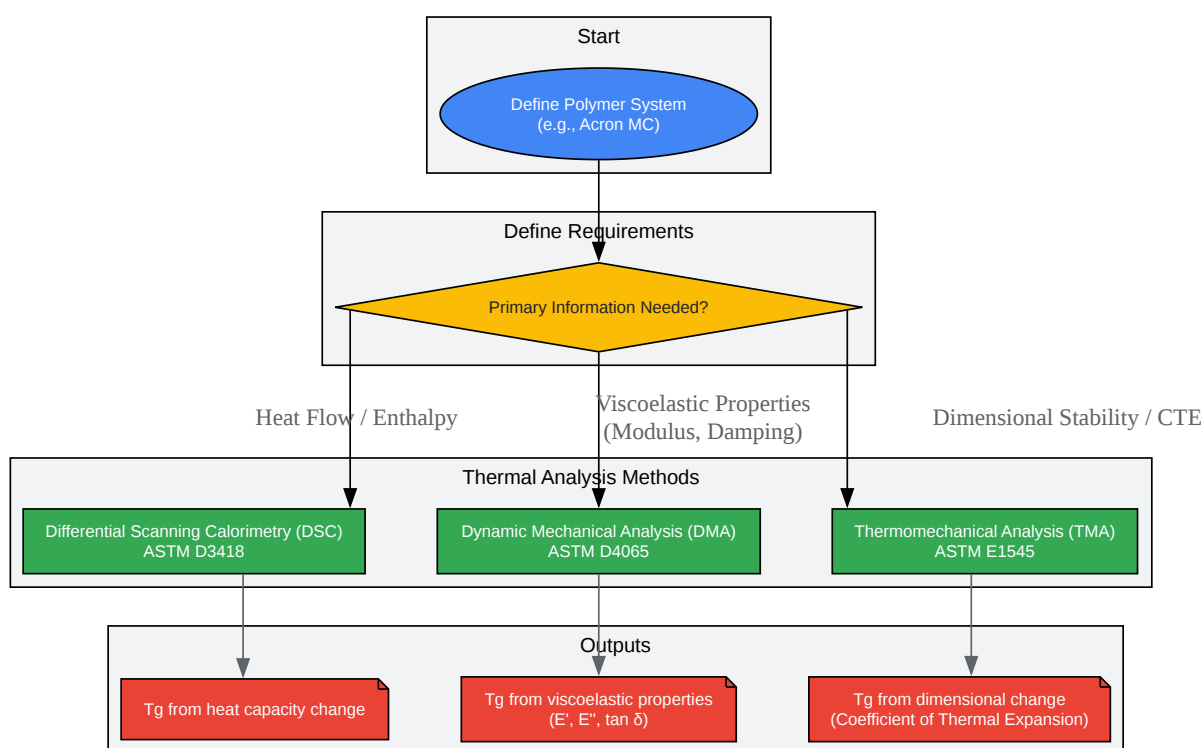 Start
Define Polymer System
(e.g., Acron MC)
Define Requirements
Primary Information Needed?
Heat Flow / Enthalpy
Viscoelastic Properties
(Modulus, Damping)
Dimensional Stability / CTE
Thermal Analysis Methods
Differential Scanning Calorimetry (DSC)
ASTM D3418
Dynamic Mechanical Analysis (DMA)
ASTM D4065
Thermomechanical Analysis (TMA)
ASTM E1545
Outputs
Tg from heat capacity change
Tg from viscoelastic properties
(E', E'', tan δ)
Tg from dimensional change
(Coefficient of Thermal Expansion)